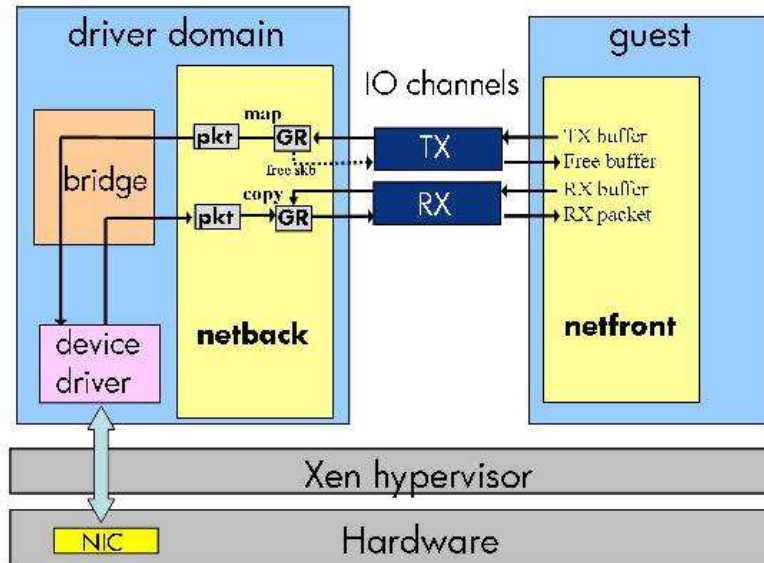 driver domain
guest
IO channels
map
pkt
GR
TX
TX buffer
Free buffer
free skb
bridge
copy
pkt
GR
RX
RX buffer
RX packet
netback
netfront
device
driver
Xen hypervisor
NIC
Hardware